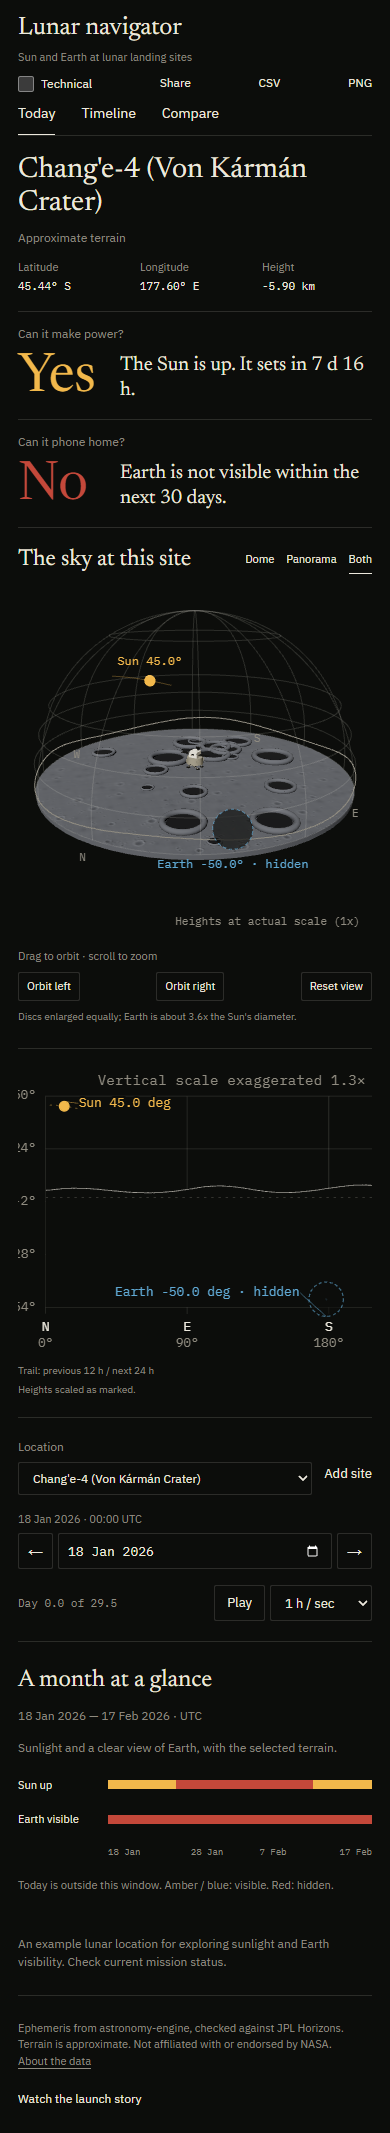 Lunar navigator
Sun and Earth at lunar landing sites
Technical Share CSV PNG
Today Timeline Compare
Chang'e-4 (Von Kármán
Crater)
Approximate terrain
Latitude Longitude Height
45.44° S 177.60° E -5.90 km
Can it make power?
Yes
The Sun is up. It sets in 7 d 16
h.
Can it phone home?
No
Earth is not visible within the
next 30 days.
The sky at this site
Dome Panorama Both
Sun 45.0°
S
W
E
N
Earth -50.0° · hidden
Heights at actual scale (1x)
Drag to orbit · scroll to zoom
Orbit left Orbit right Reset view
Discs enlarged equally; Earth is about 3.6x the Sun's diameter.
Vertical scale exaggerated 1.3×
50°
Sun 45.0 deg
24°
-2°
28°
Earth -50.0 deg · hidden
54°
N E S
0° 90° 180°
Trail: previous 12 h / next 24 h
Heights scaled as marked.
Location
Chang'e-4 (Von Kármán Crater) Add site
18 Jan 2026 · 00:00 UTC
← 18 Jan 2026 →
Day 0.0 of 29.5 Play 1 h / sec
A month at a glance
18 Jan 2026 — 17 Feb 2026 · UTC
Sunlight and a clear view of Earth, with the selected terrain.
Sun up
Earth visible
18 Jan 28 Jan 7 Feb 17 Feb
Today is outside this window. Amber / blue: visible. Red: hidden.
An example lunar location for exploring sunlight and Earth
visibility. Check current mission status.
Ephemeris from astronomy-engine, checked against JPL Horizons.
Terrain is approximate. Not affiliated with or endorsed by NASA.
About the data
Watch the launch story